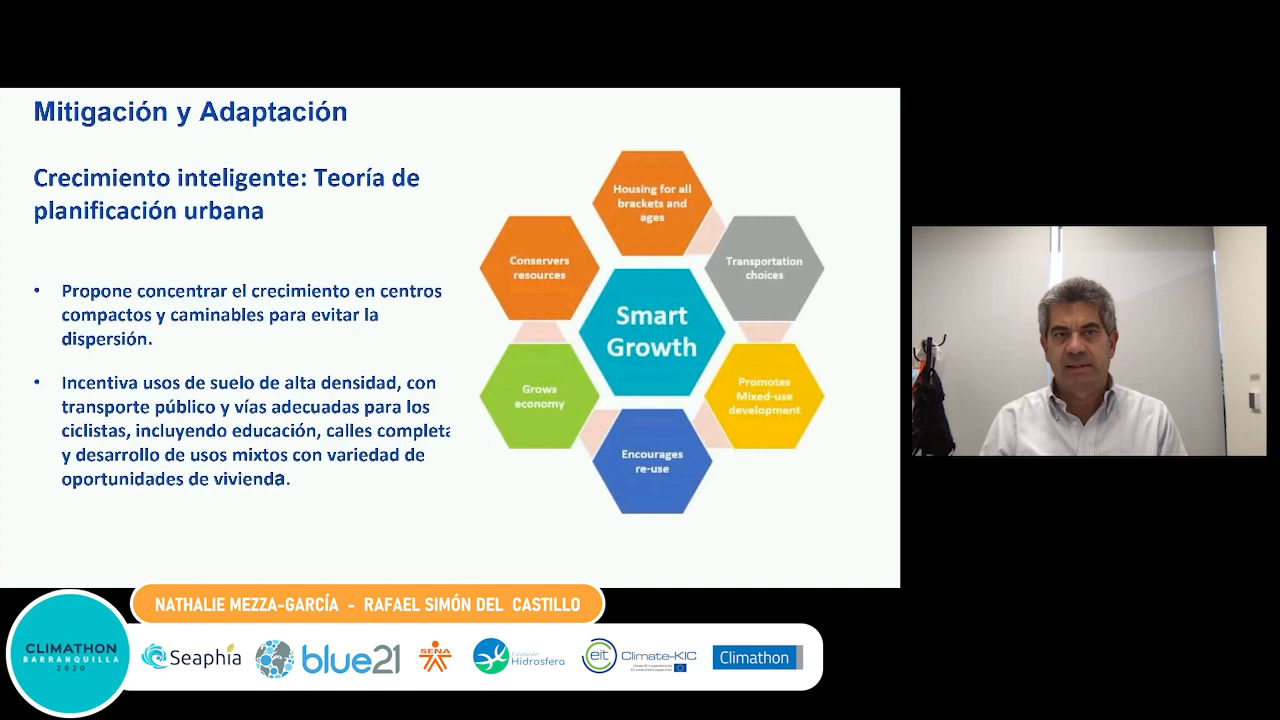 Mitigación y Adaptación
Crecimiento inteligente: Teoría de
planificación urbana
• Propone concentrar el crecimiento en centros
compactos y caminables para evitar la
dispersión.
• Incentiva usos de suelo de alta densidad, con
transporte público y vías adecuadas para los
ciclistas, incluyendo educación, calles completa
y desarrollo de usos mixtos con variedad de
oportunidades de vivienda.
Housing for all
brackets and
ages
Conservers
resources
Transportation
choices
Smart
Growth
Grows
economy
Promotes
Mixed-use
development
Encourages
re-use
NATHALIE MEZZA-GARCÍA - RAFAEL SIMÓN DEL CASTILLO
CLIMATHON
BARRANQUILLA
2020
Seaphia
blue21
SENA
Fundación
Hidrosfera
eit
Climate-KIC
Climathon